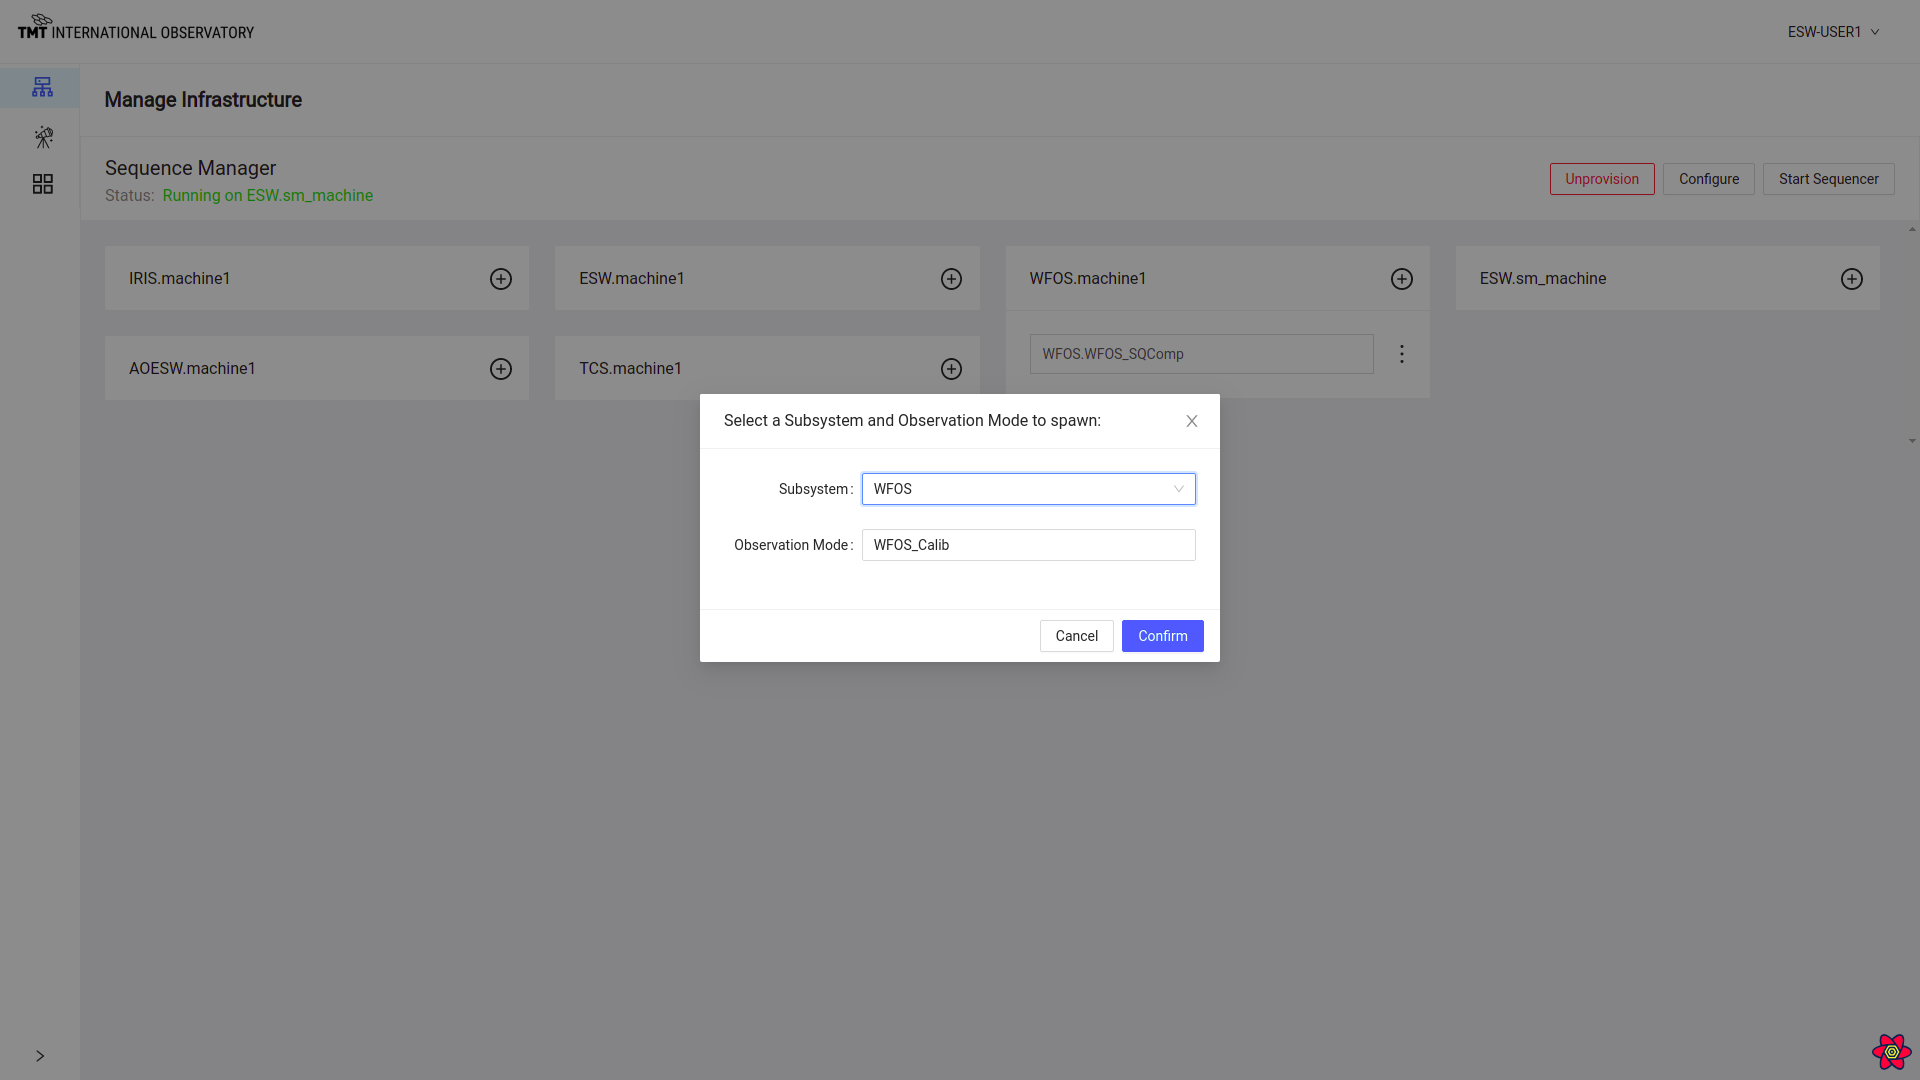 TMT INTERNATIONAL OBSERVATORY
ESW-USER1
Manage Infrastructure
Sequence Manager
Status: Running on ESW.sm_machine
Unprovision
Configure
Start Sequencer
IRIS.machine1
ESW.machine1
WFOS.machine1
ESW.sm_machine
WFOS.WFOS_SQComp
AOESW.machine1
TCS.machine1
Select a Subsystem and Observation Mode to spawn:
Subsystem: WFOS
Observation Mode: WFOS_Calib
Cancel
Confirm